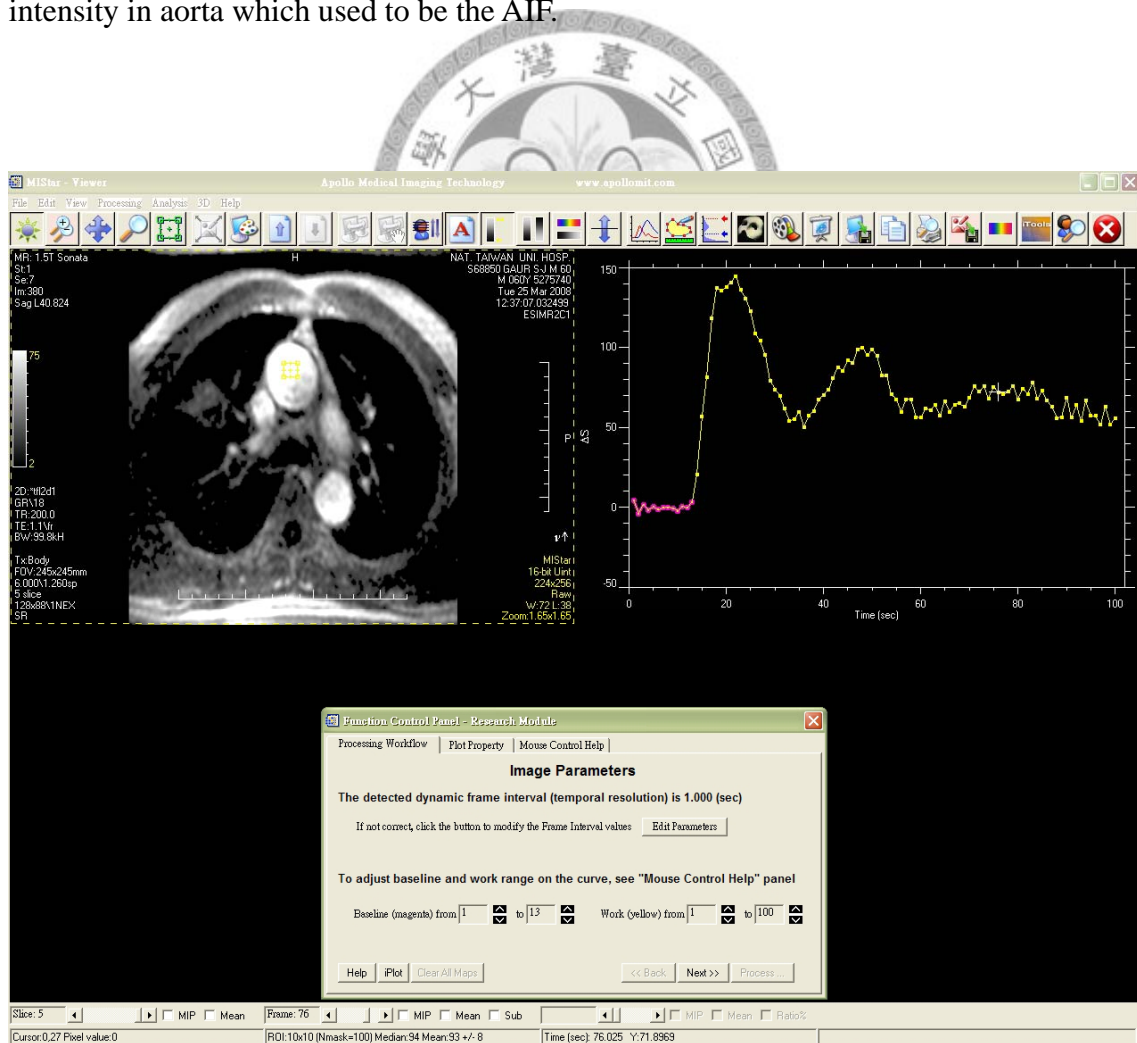 intensity in aorta which used to be the AIF.
大 灣 臺 立
學 國
MIStar - Viewer Apollo Medical Imaging Technology www.apollomit.com
File Edit View Processing Analysis 3D Help
A iTools
MR: 1.5T Sonata
St:1
Se:7
Im:380
Sag L40.824
H
NAT. TAIWAN UNI. HOSP.
S68850 GAUR S-J M 60
M 060Y 5275740
Tue 25 Mar 2008
12:37:07.032499
ESIMR2C1
75
2
P
2D:*tfl2d1
GR\18
TR:200.0
TE:1.1\fr
BW:99.8kH
Tx:Body
FOV:245x245mm
6.000\1.260sp
5 slice
128x88\1NEX
SR
MIStar
16-bit Uint
224x256
Raw
W:72 L:38
Zoom:1.65x1.65
150
100
50
0
-50
ΔS
0 20 40 60 80 100
Time (sec)
Function Control Panel - Research Module
Processing Workflow Plot Property Mouse Control Help
Image Parameters
The detected dynamic frame interval (temporal resolution) is 1.000 (sec)
If not correct, click the button to modify the Frame Interval values Edit Parameters
To adjust baseline and work range on the curve, see "Mouse Control Help" panel
Baseline (magenta) from 1 to 13 Work (yellow) from 1 to 100
Help iPlot Clear All Maps << Back Next >> Process ...
Slice: 5 MIP Mean Frame: 76 MIP Mean Sub MIP Mean Ratio%
Cursor:0,27 Pixel value:0 ROI:10x10 (Nmask=100) Median:94 Mean:93 +/- 8 Time (sec): 76.025 Y:71.8969